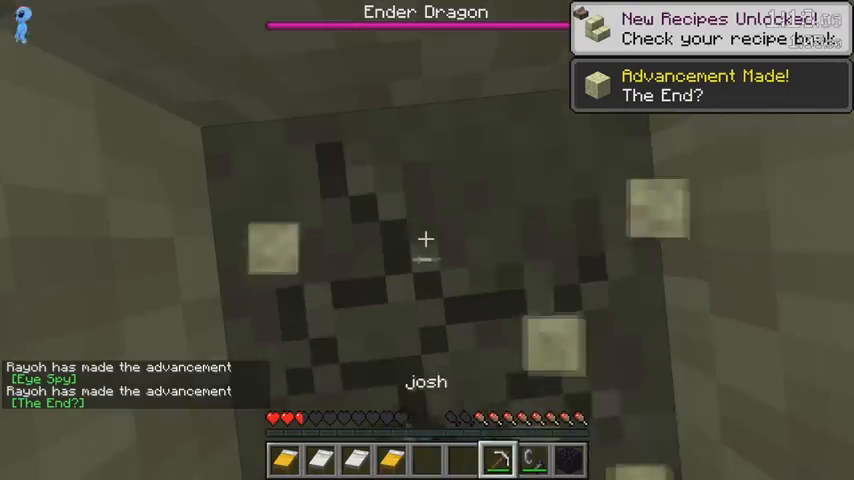 Ender Dragon
New Recipes Unlocked!
Check your recipe book
Advancement Made!
The End?
Rayoh has made the advancement
[Eye Spy]
Rayoh has made the advancement
[The End?]
josh